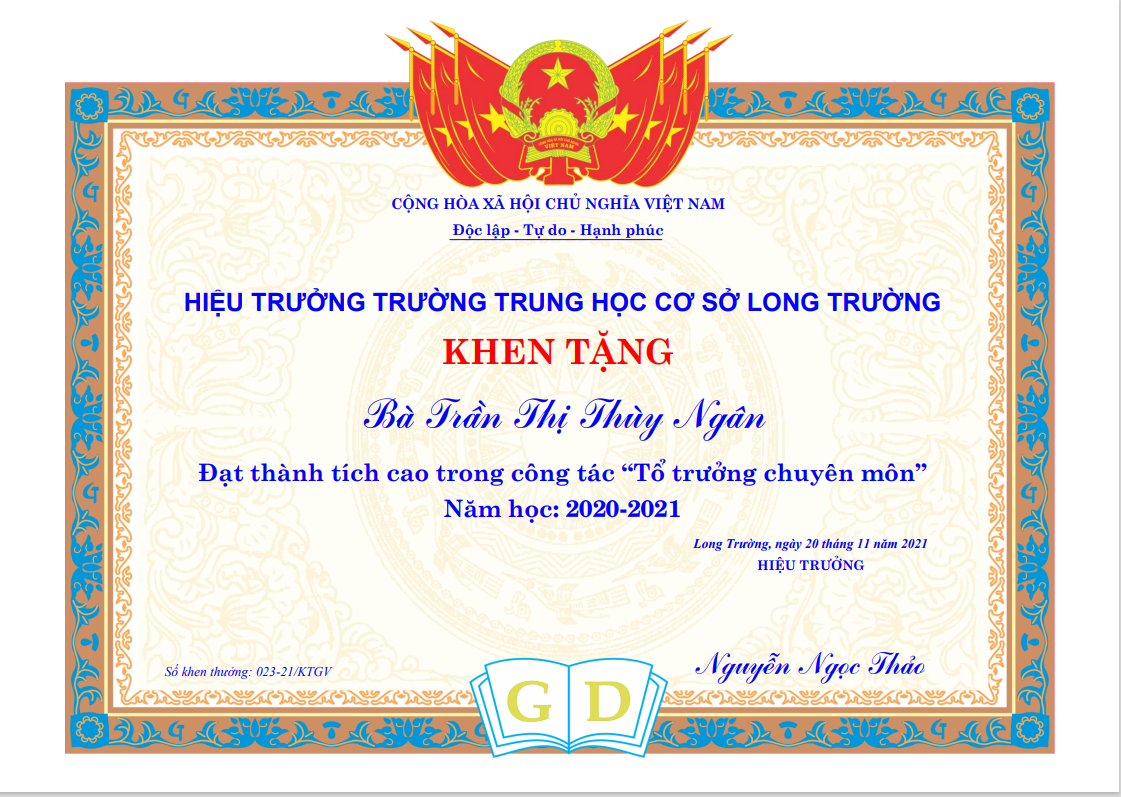 VIỆT NAM
CỘNG HÒA XÃ HỘI CHỦ NGHĨA VIỆT NAM
Độc lập - Tự do - Hạnh phúc
HIỆU TRƯỞNG TRƯỜNG TRUNG HỌC CƠ SỞ LONG TRƯỜNG
KHEN TẶNG
Bà Trần Thị Thùy Ngân
Đạt thành tích cao trong công tác “Tổ trưởng chuyên môn”
Năm học: 2020-2021
Long Trường, ngày 20 tháng 11 năm 2021
HIỆU TRƯỞNG
Nguyễn Ngọc Thảo
Số khen thưởng: 023-21/KTGV
G D